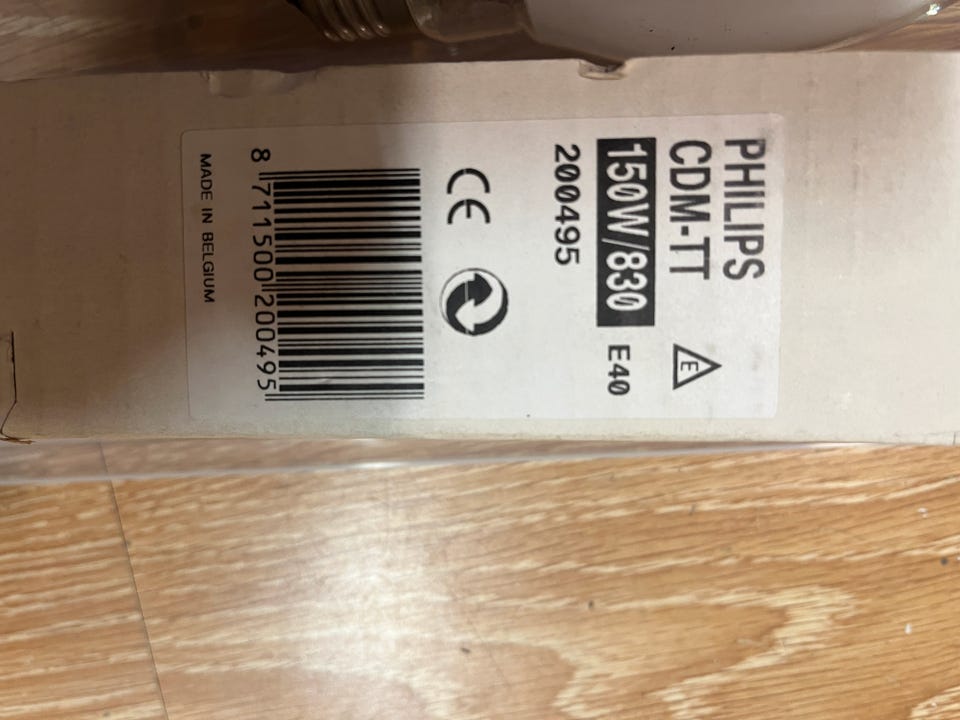 PHILIPS
CDM-TT
E
150W/830 E40
200495
CE
8 711500 200495
MADE IN BELGIUM